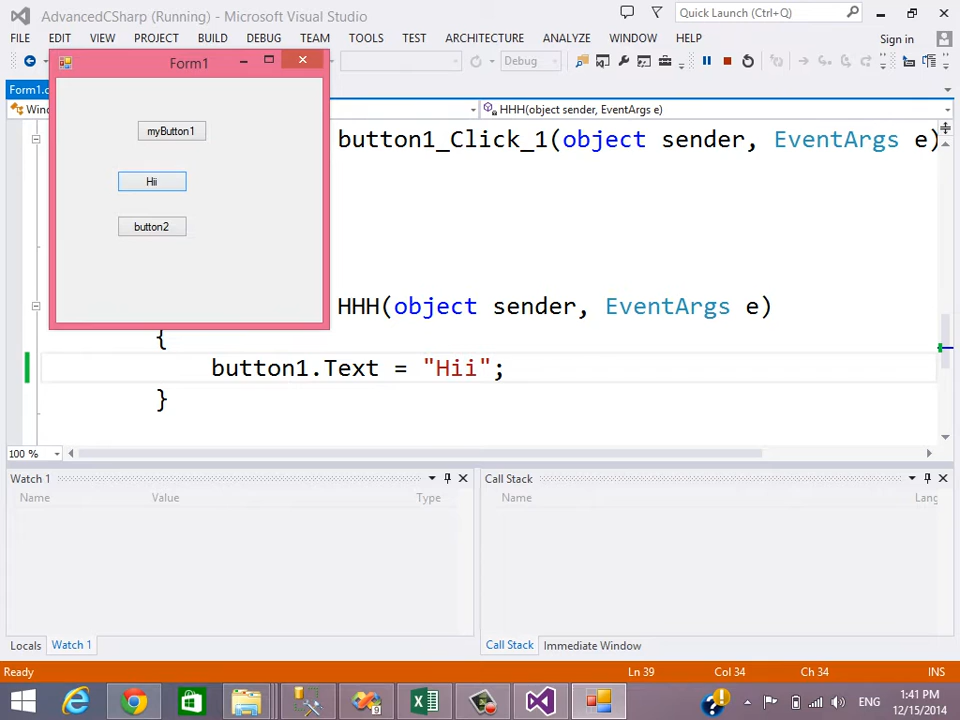 AdvancedCSharp (Running) - Microsoft Visual Studio
Quick Launch (Ctrl+Q)
FILE EDIT VIEW PROJECT BUILD DEBUG TEAM TOOLS TEST ARCHITECTURE ANALYZE WINDOW HELP
Sign in
Form1
Debug
Form1.c
Wind
HHH(object sender, EventArgs e)
myButton1
Hii
button2
button1_Click_1(object sender, EventArgs e)
HHH(object sender, EventArgs e)
{
button1.Text = "Hii";
}
100 %
Watch 1
Name Value Type
Call Stack
Name Lang
Locals Watch 1
Call Stack Immediate Window
Ready Ln 39 Col 34 Ch 34 INS
ENG
1:41 PM
12/15/2014